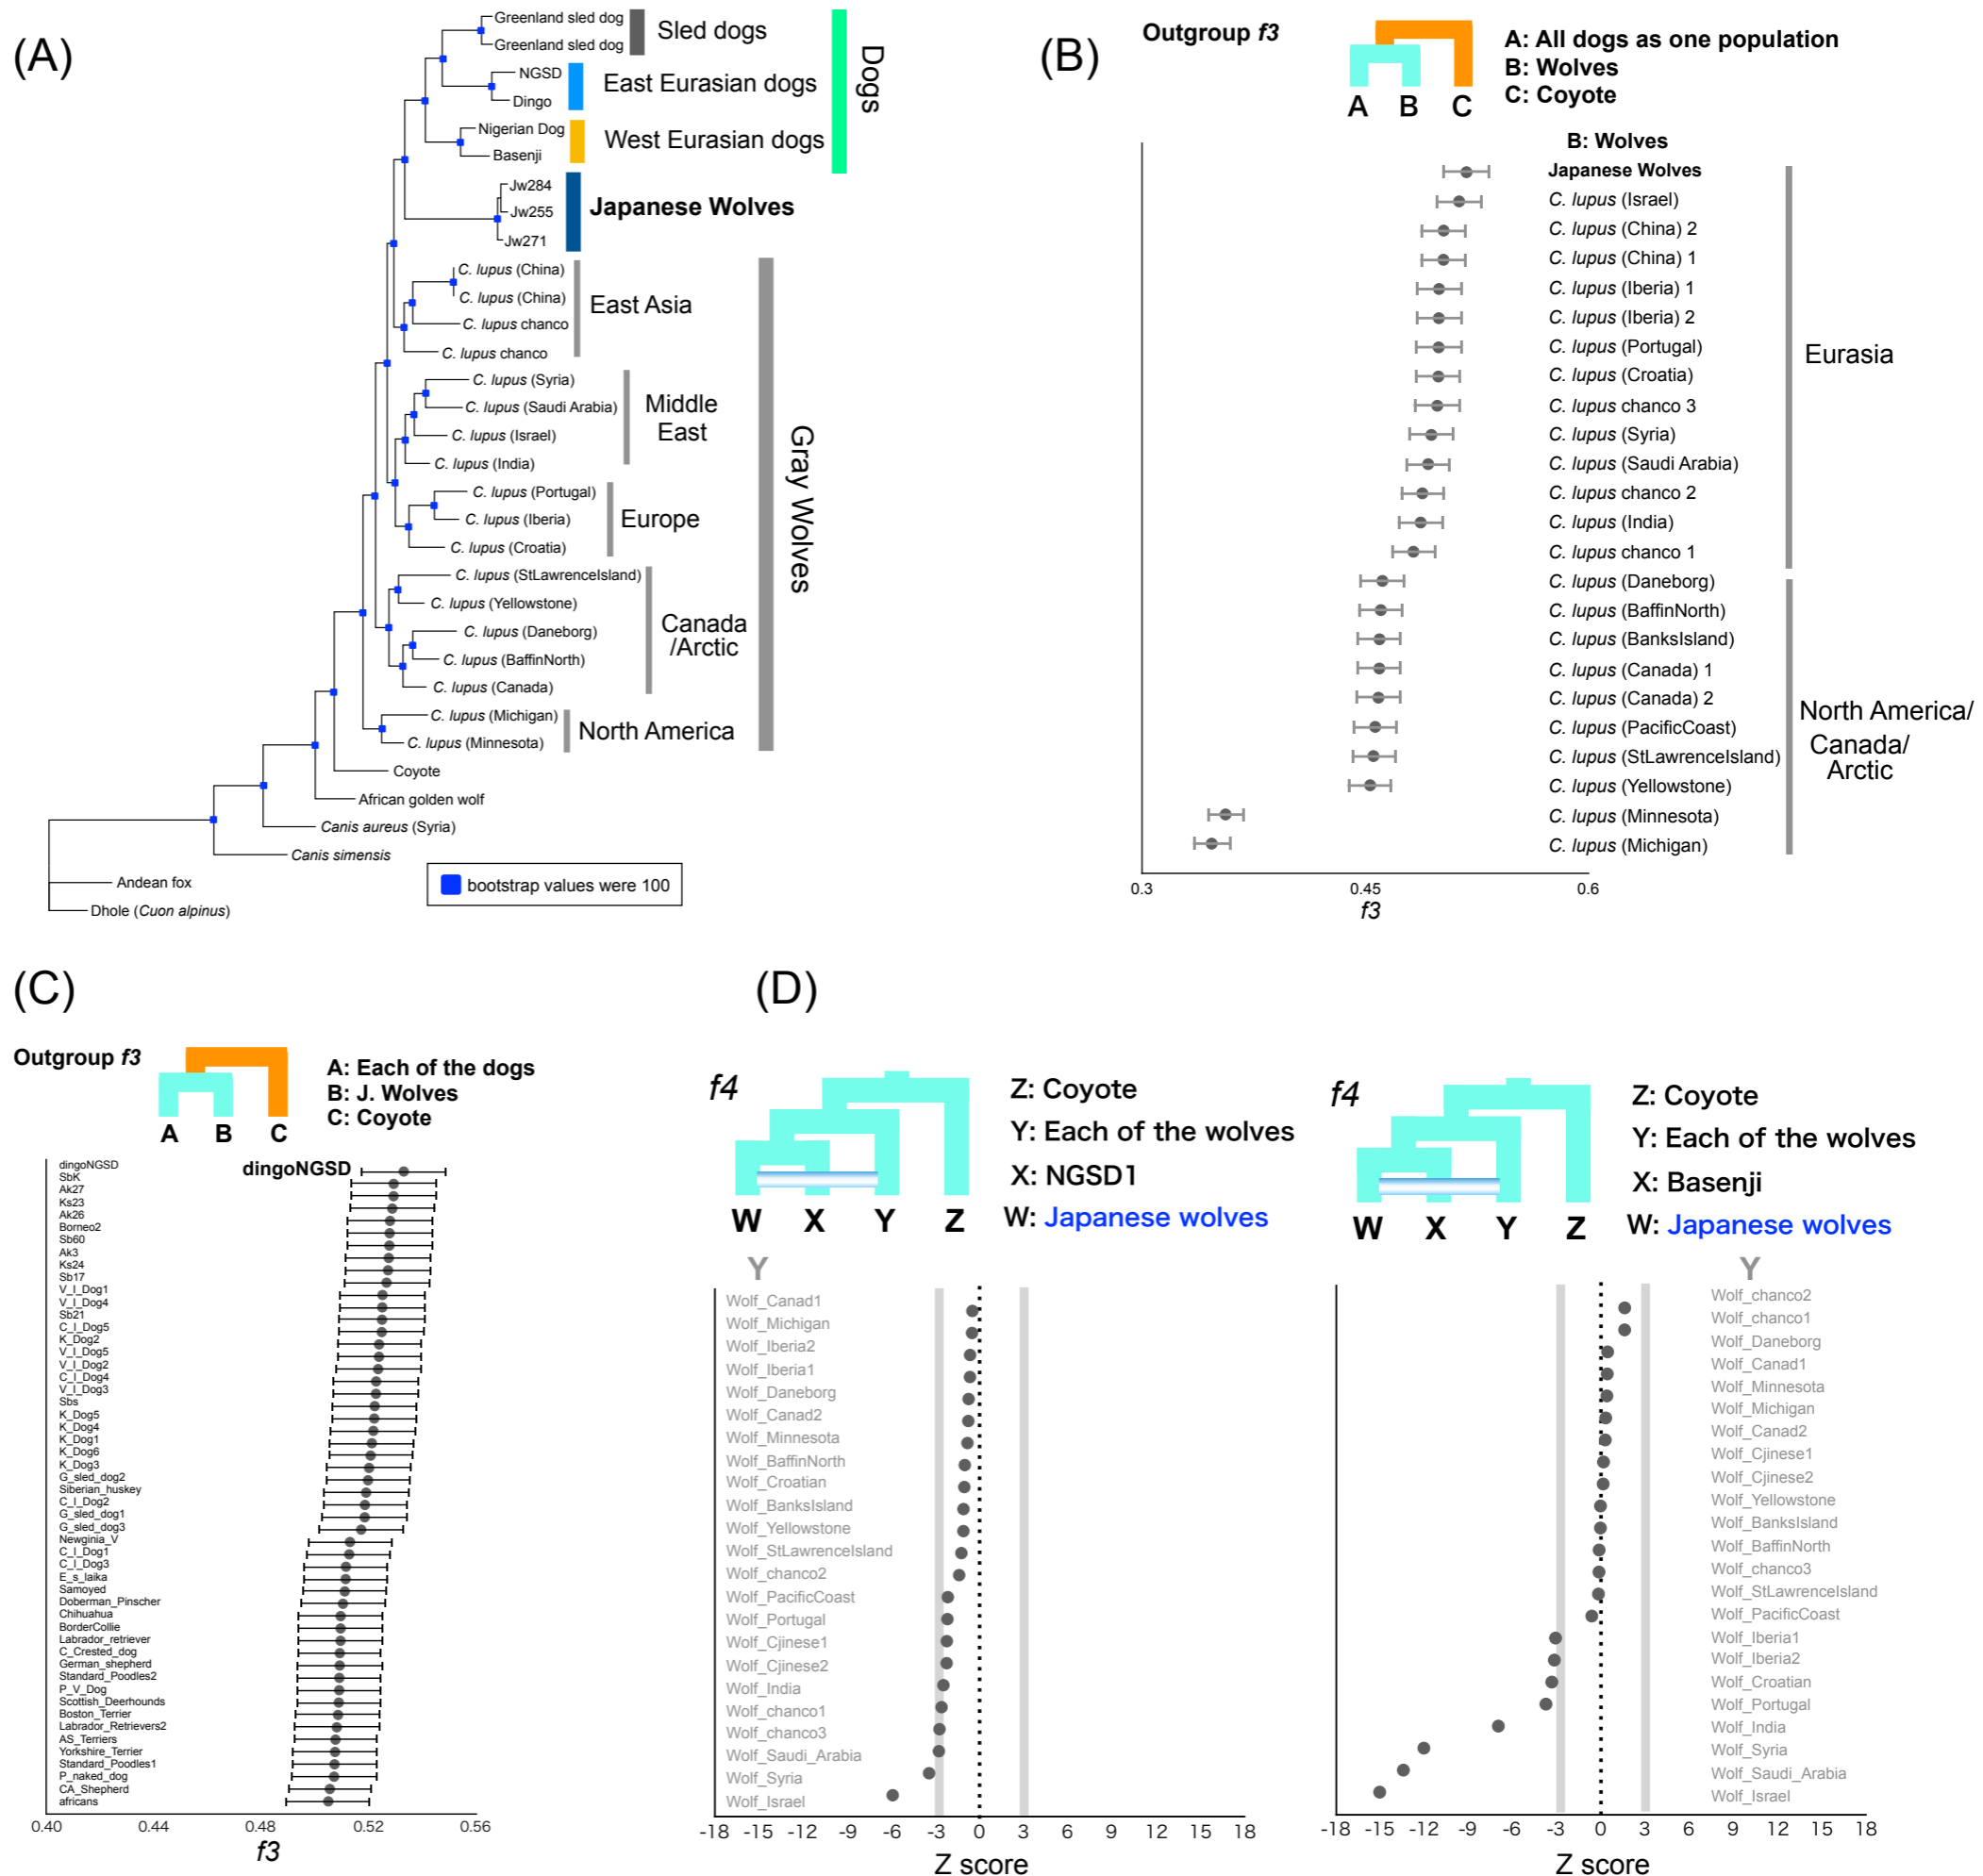 (A)
Greenland sled dog
Greenland sled dog
Sled dogs
NGSD
Dingo
East Eurasian dogs
Nigerian Dog
Basenji
West Eurasian dogs
Dogs
Jw284
Jw255
Jw271
Japanese Wolves
C. lupus (China)
C. lupus (China)
C. lupus chanco
C. lupus chanco
East Asia
C. lupus (Syria)
C. lupus (Saudi Arabia)
C. lupus (Israel)
C. lupus (India)
Middle
East
C. lupus (Portugal)
C. lupus (Iberia)
C. lupus (Croatia)
Europe
C. lupus (StLawrenceIsland)
C. lupus (Yellowstone)
C. lupus (Daneborg)
C. lupus (BaffinNorth)
C. lupus (Canada)
Canada
/Arctic
C. lupus (Michigan)
C. lupus (Minnesota)
North America
Gray Wolves
Coyote
African golden wolf
Canis aureus (Syria)
Canis simensis
Andean fox
Dhole (Cuon alpinus)
bootstrap values were 100
(B)
Outgroup f3
A B C
A: All dogs as one population
B: Wolves
C: Coyote
B: Wolves
Japanese Wolves
C. lupus (Israel)
C. lupus (China) 2
C. lupus (China) 1
C. lupus (Iberia) 1
C. lupus (Iberia) 2
C. lupus (Portugal)
C. lupus (Croatia)
C. lupus chanco 3
C. lupus (Syria)
C. lupus (Saudi Arabia)
C. lupus chanco 2
C. lupus (India)
C. lupus chanco 1
C. lupus (Daneborg)
C. lupus (BaffinNorth)
C. lupus (BanksIsland)
C. lupus (Canada) 1
C. lupus (Canada) 2
C. lupus (PacificCoast)
C. lupus (StLawrenceIsland)
C. lupus (Yellowstone)
C. lupus (Minnesota)
C. lupus (Michigan)
Eurasia
North America/
Canada/
Arctic
0.3 0.45 0.6
f3
(C)
Outgroup f3
A B C
A: Each of the dogs
B: J. Wolves
C: Coyote
dingoNGSD
dingoNGSD
SbK
Ak27
Ks23
Ak26
Borneo2
Sb60
Ak3
Ks24
Sb17
V_I_Dog1
V_I_Dog4
Sb21
C_I_Dog5
K_Dog2
V_I_Dog5
V_I_Dog2
C_I_Dog4
V_I_Dog3
Sbs
K_Dog5
K_Dog4
K_Dog1
K_Dog6
K_Dog3
G_sled_dog2
Siberian_huskey
C_I_Dog2
G_sled_dog1
G_sled_dog3
Newginia_V
C_I_Dog1
C_I_Dog3
E_s_laika
Samoyed
Doberman_Pinscher
Chihuahua
BorderCollie
Labrador_retriever
C_Crested_dog
German_shepherd
Standard_Poodles2
P_V_Dog
Scottish_Deerhounds
Boston_Terrier
Labrador_Retrievers2
AS_Terriers
Yorkshire_Terrier
Standard_Poodles1
P_naked_dog
CA_Shepherd
africans
0.40 0.44 0.48 0.52 0.56
f3
(D)
f4
W X Y Z
Z: Coyote
Y: Each of the wolves
X: NGSD1
W: Japanese wolves
Y
Wolf_Canad1
Wolf_Michigan
Wolf_Iberia2
Wolf_Iberia1
Wolf_Daneborg
Wolf_Canad2
Wolf_Minnesota
Wolf_BaffinNorth
Wolf_Croatian
Wolf_BanksIsland
Wolf_Yellowstone
Wolf_StLawrenceIsland
Wolf_chanco2
Wolf_PacificCoast
Wolf_Portugal
Wolf_Cjinese1
Wolf_Cjinese2
Wolf_India
Wolf_chanco1
Wolf_chanco3
Wolf_Saudi_Arabia
Wolf_Syria
Wolf_Israel
-18 -15 -12 -9 -6 -3 0 3 6 9 12 15 18
Z score
f4
W X Y Z
Z: Coyote
Y: Each of the wolves
X: Basenji
W: Japanese wolves
Y
Wolf_chanco2
Wolf_chanco1
Wolf_Daneborg
Wolf_Canad1
Wolf_Minnesota
Wolf_Michigan
Wolf_Canad2
Wolf_Cjinese1
Wolf_Cjinese2
Wolf_Yellowstone
Wolf_BanksIsland
Wolf_BaffinNorth
Wolf_chanco3
Wolf_StLawrenceIsland
Wolf_PacificCoast
Wolf_Iberia1
Wolf_Iberia2
Wolf_Croatian
Wolf_Portugal
Wolf_India
Wolf_Syria
Wolf_Saudi_Arabia
Wolf_Israel
-18 -15 -12 -9 -6 -3 0 3 6 9 12 15 18
Z score